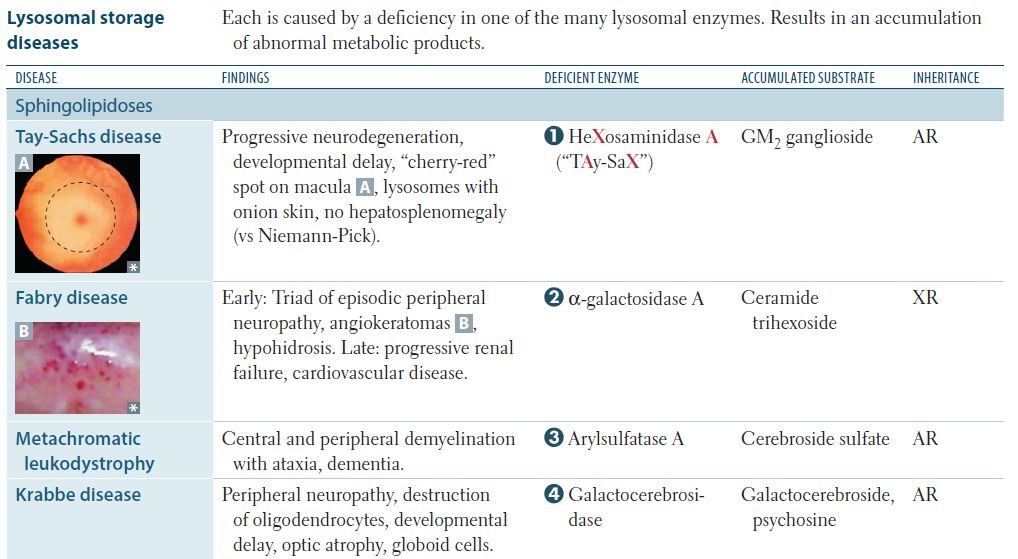 Lysosomal storage diseases
Each is caused by a deficiency in one of the many lysosomal enzymes. Results in an accumulation
of abnormal metabolic products.
DISEASE FINDINGS DEFICIENT ENZYME ACCUMULATED SUBSTRATE INHERITANCE
Sphingolipidoses
Tay-Sachs disease
A
*
Progressive neurodegeneration,
developmental delay, “cherry-red”
spot on macula A, lysosomes with
onion skin, no hepatosplenomegaly
(vs Niemann-Pick).
❶ HeXosaminidase A
(“TAy-SaX”)
GM₂ ganglioside
AR
Fabry disease
B
*
Early: Triad of episodic peripheral
neuropathy, angiokeratomas B,
hypohidrosis. Late: progressive renal
failure, cardiovascular disease.
❷ α-galactosidase A
Ceramide
trihexoside
XR
Metachromatic
leukodystrophy
Central and peripheral demyelination
with ataxia, dementia.
❸ Arylsulfatase A
Cerebroside sulfate
AR
Krabbe disease
Peripheral neuropathy, destruction
of oligodendrocytes, developmental
delay, optic atrophy, globoid cells.
❹ Galactocerebrosi-
dase
Galactocerebroside,
psychosine
AR